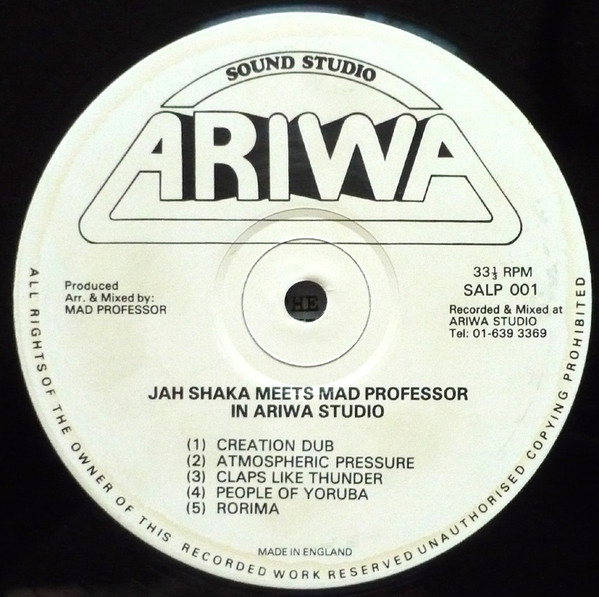 SOUND STUDIO
ARIWA
Produced
Arr. & Mixed by:
MAD PROFESSOR
33⅓ RPM
SALP 001
Recorded & Mixed at
ARIWA STUDIO
Tel: 01-639 3369
HE
JAH SHAKA MEETS MAD PROFESSOR
IN ARIWA STUDIO
(1) CREATION DUB
(2) ATMOSPHERIC PRESSURE
(3) CLAPS LIKE THUNDER
(4) PEOPLE OF YORUBA
(5) RORIMA
MADE IN ENGLAND
ALL RIGHTS OF THE OWNER OF THIS RECORDED WORK RESERVED UNAUTHORISED COPYING PROHIBITED